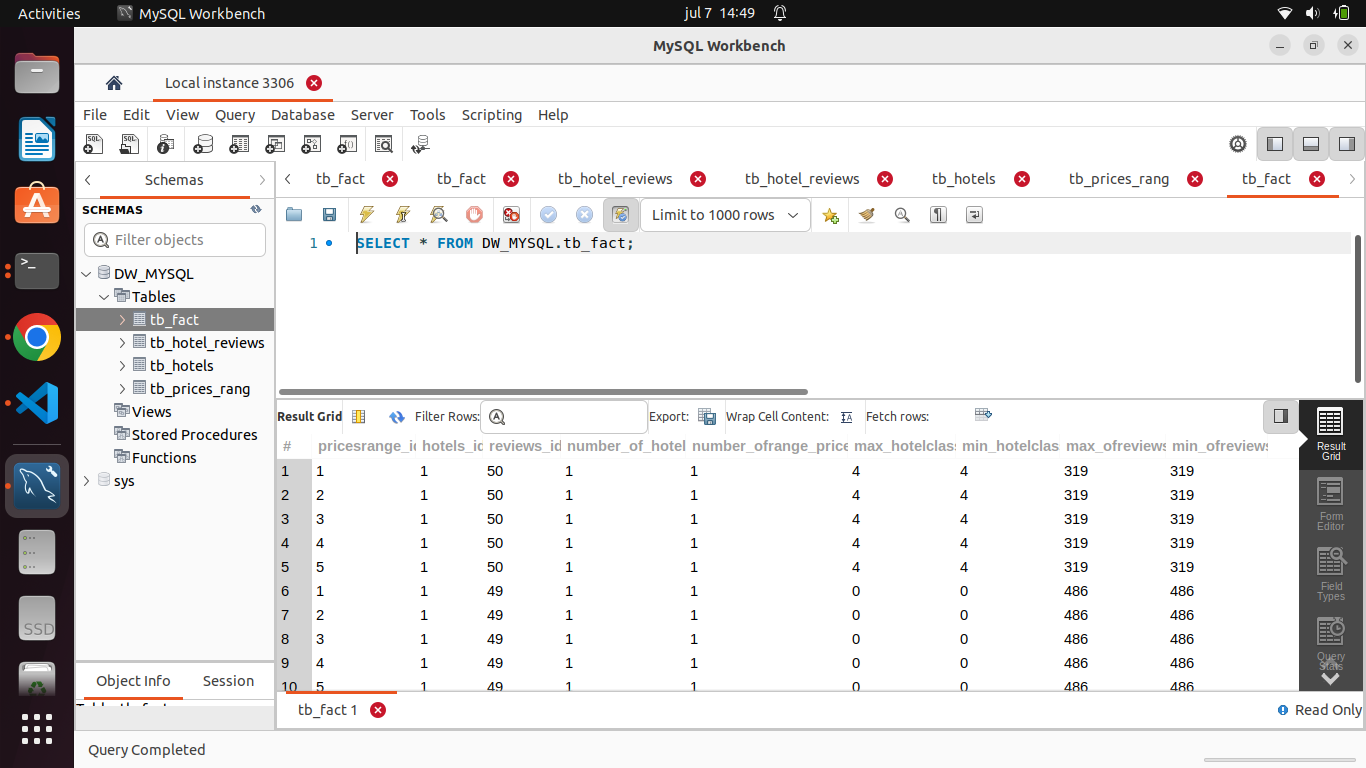 Activities MySQL Workbench jul 7 14:49
MySQL Workbench
Local instance 3306
File Edit View Query Database Server Tools Scripting Help
Schemas tb_fact tb_fact tb_hotel_reviews tb_hotel_reviews tb_hotels tb_prices_rang tb_fact
SCHEMAS
Limit to 1000 rows
Filter objects
1 SELECT * FROM DW_MYSQL.tb_fact;
DW_MYSQL
Tables
tb_fact
tb_hotel_reviews
tb_hotels
tb_prices_rang
Views
Stored Procedures
Functions
sys
Result Grid Filter Rows: Export: Wrap Cell Content: Fetch rows:
# pricesrange_id hotels_id reviews_id number_of_hotel number_ofrange_price max_hotelclass min_hotelclass max_ofreviews min_ofreviews
1 1 1 50 1 1 4 4 319 319
2 2 1 50 1 1 4 4 319 319
3 3 1 50 1 1 4 4 319 319
4 4 1 50 1 1 4 4 319 319
5 5 1 50 1 1 4 4 319 319
6 1 1 49 1 1 0 0 486 486
7 2 1 49 1 1 0 0 486 486
8 3 1 49 1 1 0 0 486 486
9 4 1 49 1 1 0 0 486 486
10 5 1 49 1 1 0 0 486 486
Result
Grid
Form
Editor
Field
Types
Query
Stats
SSD
Object Info Session
tb_fact 1 Read Only
Query Completed